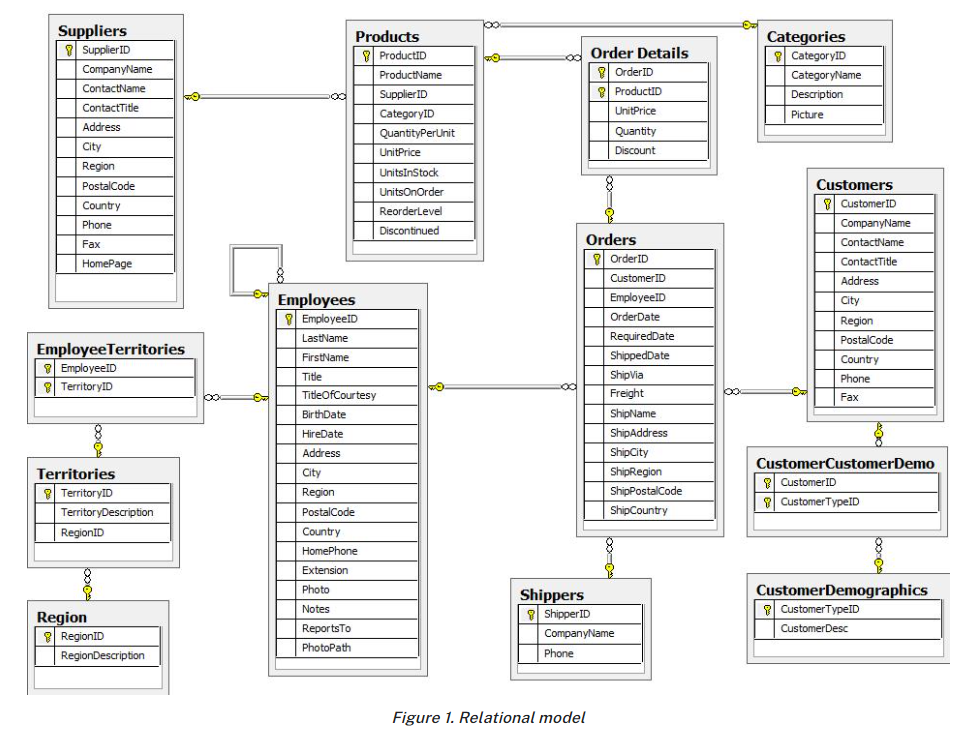 Suppliers
SupplierID
CompanyName
ContactName
ContactTitle
Address
City
Region
PostalCode
Country
Phone
Fax
HomePage
Products
ProductID
ProductName
SupplierID
CategoryID
QuantityPerUnit
UnitPrice
UnitsInStock
UnitsOnOrder
ReorderLevel
Discontinued
Order Details
OrderID
ProductID
UnitPrice
Quantity
Discount
Categories
CategoryID
CategoryName
Description
Picture
Customers
CustomerID
CompanyName
ContactName
ContactTitle
Address
City
Region
PostalCode
Country
Phone
Fax
Orders
OrderID
CustomerID
EmployeeID
OrderDate
RequiredDate
ShippedDate
ShipVia
Freight
ShipName
ShipAddress
ShipCity
ShipRegion
ShipPostalCode
ShipCountry
Employees
EmployeeID
LastName
FirstName
Title
TitleOfCourtesy
BirthDate
HireDate
Address
City
Region
PostalCode
Country
HomePhone
Extension
Photo
Notes
ReportsTo
PhotoPath
EmployeeTerritories
EmployeeID
TerritoryID
Territories
TerritoryID
TerritoryDescription
RegionID
Region
RegionID
RegionDescription
Shippers
ShipperID
CompanyName
Phone
CustomerCustomerDemo
CustomerID
CustomerTypeID
CustomerDemographics
CustomerTypeID
CustomerDesc
Figure 1. Relational model